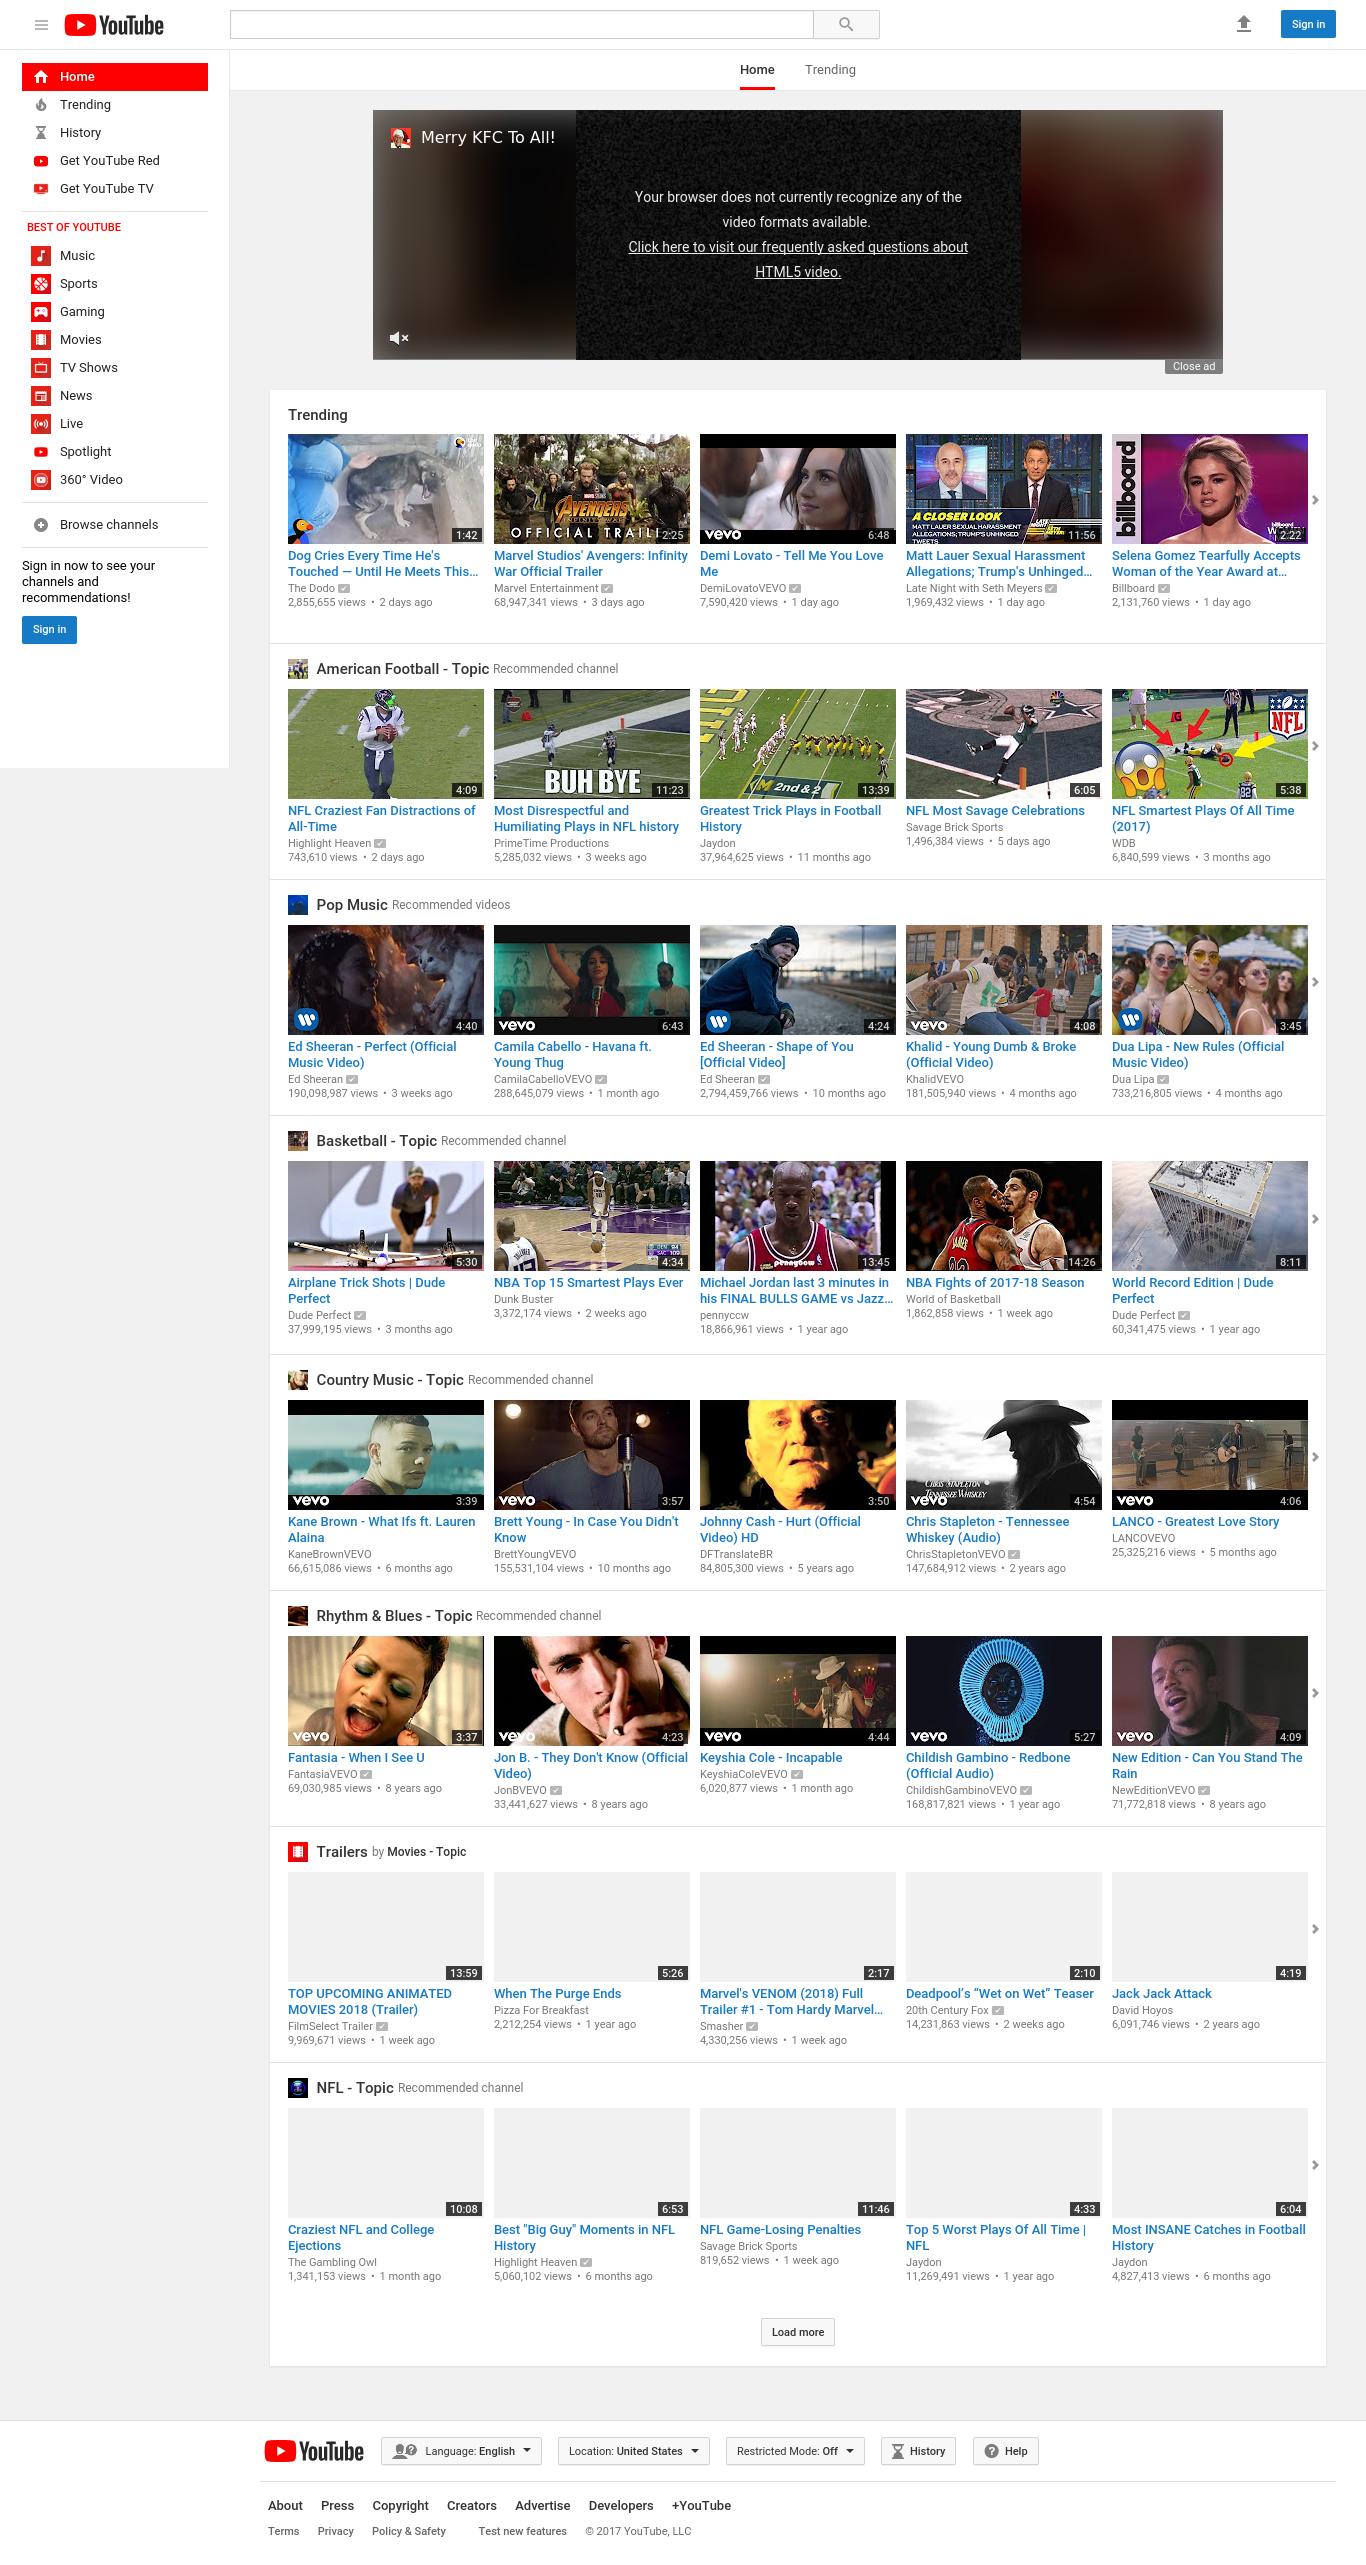 YouTube
Sign in
Home
Trending
History
Get YouTube Red
Get YouTube TV
BEST OF YOUTUBE
Music
Sports
Gaming
Movies
TV Shows
News
Live
Spotlight
360° Video
Browse channels
Sign in now to see your
channels and
recommendations!
Sign in
Home Trending
Merry KFC To All!
Your browser does not currently recognize any of the
video formats available.
Click here to visit our frequently asked questions about
HTML5 video.
Close ad
Trending
1:42
Dog Cries Every Time He's
Touched — Until He Meets This...
The Dodo
2,855,655 views • 2 days ago
AVENGERS
INFINITY WAR
OFFICIAL TRAIL
2:25
Marvel Studios' Avengers: Infinity
War Official Trailer
Marvel Entertainment
68,947,341 views • 3 days ago
vevo
6:48
Demi Lovato - Tell Me You Love
Me
DemiLovatoVEVO
7,590,420 views • 1 day ago
A CLOSER LOOK
MATT LAUER SEXUAL HARASSMENT
ALLEGATIONS; TRUMP'S UNHINGED
TWEETS
11:56
Matt Lauer Sexual Harassment
Allegations; Trump's Unhinged...
Late Night with Seth Meyers
1,969,432 views • 1 day ago
billboard
billboard
2:22
Selena Gomez Tearfully Accepts
Woman of the Year Award at...
Billboard
2,131,760 views • 1 day ago
American Football - Topic Recommended channel
4:09
NFL Craziest Fan Distractions of
All-Time
Highlight Heaven
743,610 views • 2 days ago
BUH BYE
11:23
Most Disrespectful and
Humiliating Plays in NFL history
PrimeTime Productions
5,285,032 views • 3 weeks ago
2nd & 2
13:39
Greatest Trick Plays in Football
History
Jaydon
37,964,625 views • 11 months ago
6:05
NFL Most Savage Celebrations
Savage Brick Sports
1,496,384 views • 5 days ago
NFL
82
5:38
NFL Smartest Plays Of All Time
(2017)
WDB
6,840,599 views • 3 months ago
Pop Music Recommended videos
4:40
Ed Sheeran - Perfect (Official
Music Video)
Ed Sheeran
190,098,987 views • 3 weeks ago
vevo
6:43
Camila Cabello - Havana ft.
Young Thug
CamilaCabelloVEVO
288,645,079 views • 1 month ago
4:24
Ed Sheeran - Shape of You
[Official Video]
Ed Sheeran
2,794,459,766 views • 10 months ago
vevo
4:08
Khalid - Young Dumb & Broke
(Official Video)
KhalidVEVO
181,505,940 views • 4 months ago
3:45
Dua Lipa - New Rules (Official
Music Video)
Dua Lipa
733,216,805 views • 4 months ago
Basketball - Topic Recommended channel
5:30
Airplane Trick Shots | Dude
Perfect
Dude Perfect
37,999,195 views • 3 months ago
4:34
NBA Top 15 Smartest Plays Ever
Dunk Buster
3,372,174 views • 2 weeks ago
pennyccw
13:45
Michael Jordan last 3 minutes in
his FINAL BULLS GAME vs Jazz...
pennyccw
18,866,961 views • 1 year ago
JAMES
14:26
NBA Fights of 2017-18 Season
World of Basketball
1,862,858 views • 1 week ago
8:11
World Record Edition | Dude
Perfect
Dude Perfect
60,341,475 views • 1 year ago
Country Music - Topic Recommended channel
vevo
3:39
Kane Brown - What Ifs ft. Lauren
Alaina
KaneBrownVEVO
66,615,086 views • 6 months ago
vevo
3:57
Brett Young - In Case You Didn't
Know
BrettYoungVEVO
155,531,104 views • 10 months ago
3:50
Johnny Cash - Hurt (Official
Video) HD
DFTranslateBR
84,805,300 views • 5 years ago
CHRIS STAPLETON
TENNESSEE WHISKEY
vevo
4:54
Chris Stapleton - Tennessee
Whiskey (Audio)
ChrisStapletonVEVO
147,684,912 views • 2 years ago
vevo
4:06
LANCO - Greatest Love Story
LANCOVEVO
25,325,216 views • 5 months ago
Rhythm & Blues - Topic Recommended channel
vevo
3:37
Fantasia - When I See U
FantasiaVEVO
69,030,985 views • 8 years ago
vevo
4:23
Jon B. - They Don't Know (Official
Video)
JonBVEVO
33,441,627 views • 8 years ago
vevo
4:44
Keyshia Cole - Incapable
KeyshiaColeVEVO
6,020,877 views • 1 month ago
vevo
5:27
Childish Gambino - Redbone
(Official Audio)
ChildishGambinoVEVO
168,817,821 views • 1 year ago
vevo
4:09
New Edition - Can You Stand The
Rain
NewEditionVEVO
71,772,818 views • 8 years ago
Trailers by Movies - Topic
13:59
TOP UPCOMING ANIMATED
MOVIES 2018 (Trailer)
FilmSelect Trailer
9,969,671 views • 1 week ago
5:26
When The Purge Ends
Pizza For Breakfast
2,212,254 views • 1 year ago
2:17
Marvel's VENOM (2018) Full
Trailer #1 - Tom Hardy Marvel...
Smasher
4,330,256 views • 1 week ago
2:10
Deadpool’s “Wet on Wet” Teaser
20th Century Fox
14,231,863 views • 2 weeks ago
4:19
Jack Jack Attack
David Hoyos
6,091,746 views • 2 years ago
NFL - Topic Recommended channel
10:08
Craziest NFL and College
Ejections
The Gambling Owl
1,341,153 views • 1 month ago
6:53
Best "Big Guy" Moments in NFL
History
Highlight Heaven
5,060,102 views • 6 months ago
11:46
NFL Game-Losing Penalties
Savage Brick Sports
819,652 views • 1 week ago
4:33
Top 5 Worst Plays Of All Time |
NFL
Jaydon
11,269,491 views • 1 year ago
6:04
Most INSANE Catches in Football
History
Jaydon
4,827,413 views • 6 months ago
Load more
YouTube Language: English Location: United States Restricted Mode: Off History Help
About Press Copyright Creators Advertise Developers +YouTube
Terms Privacy Policy & Safety Test new features © 2017 YouTube, LLC